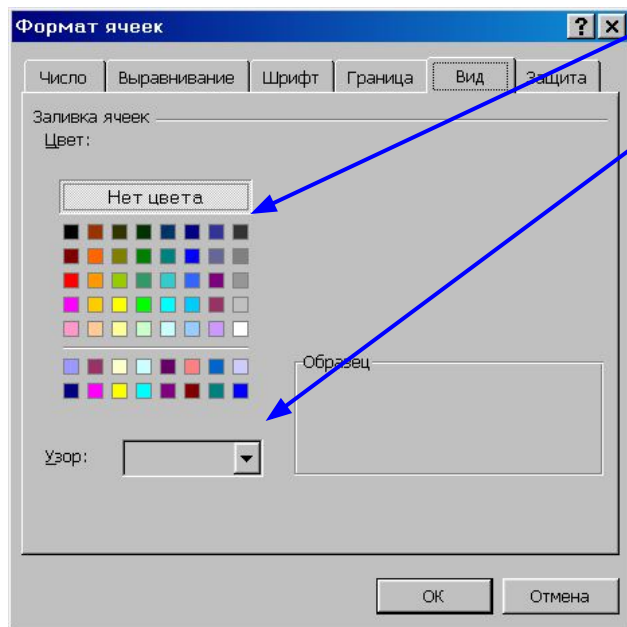 Формат ячеек
Число Выравнивание Шрифт Граница Вид Защита
Заливка ячеек
Цвет:
Нет цвета
Образец
Узор:
ОК Отмена